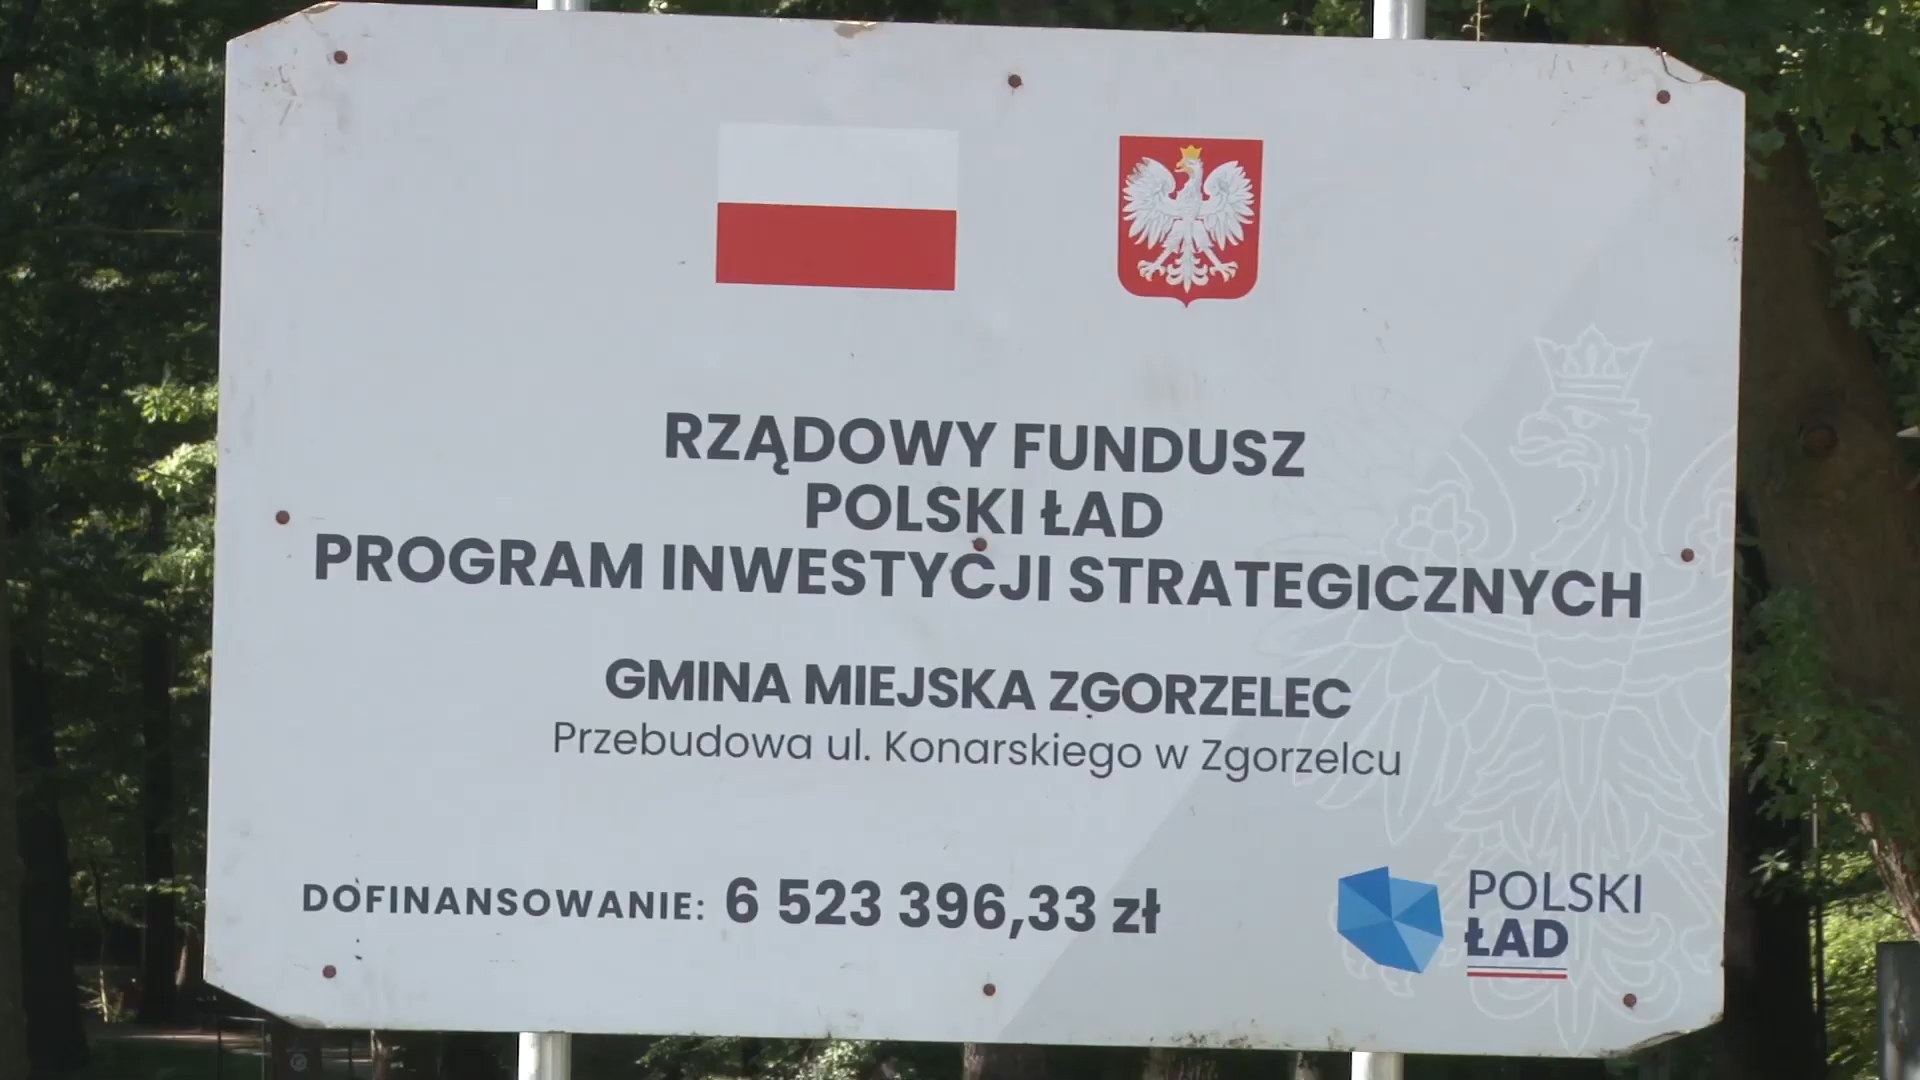 RZĄDOWY FUNDUSZ
POLSKI ŁAD
PROGRAM INWESTYCJI STRATEGICZNYCH
GMINA MIEJSKA ZGORZELEC
Przebudowa ul. Konarskiego w Zgorzelcu
DOFINANSOWANIE: 6 523 396,33 zł
POLSKI
ŁAD